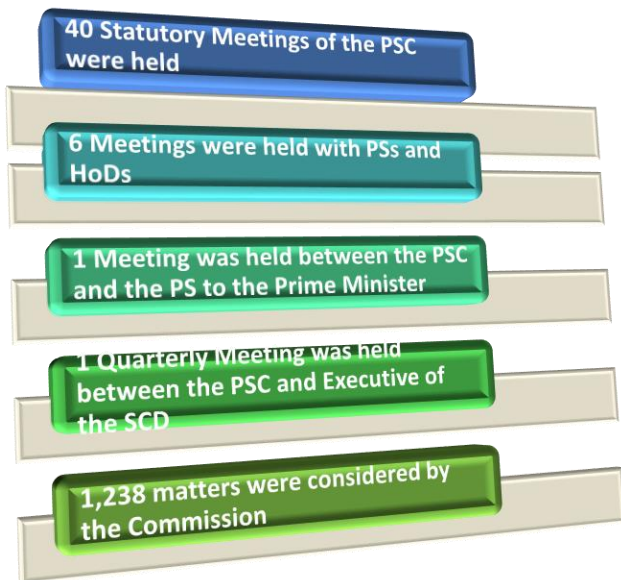 40 Statutory Meetings of the PSC
were held
6 Meetings were held with PSs and
HoDs
1 Meeting was held between the PSC
and the PS to the Prime Minister
1 Quarterly Meeting was held
between the PSC and Executive of
the SCD
1,238 matters were considered by
the Commission